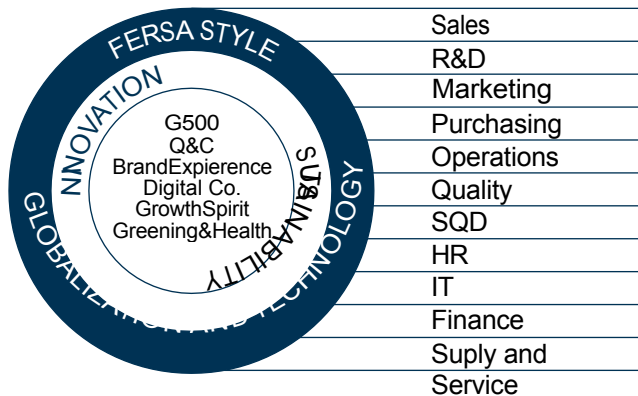 FERSA STYLE
INNOVATION
G500
Q&C
BrandExpierence
Digital Co.
GrowthSpirit
Greening&Health
SUSTAINABILITY
GLOBALIZATION AND TECHNOLOGY
Sales
R&D
Marketing
Purchasing
Operations
Quality
SQD
HR
IT
Finance
Suply and
Service